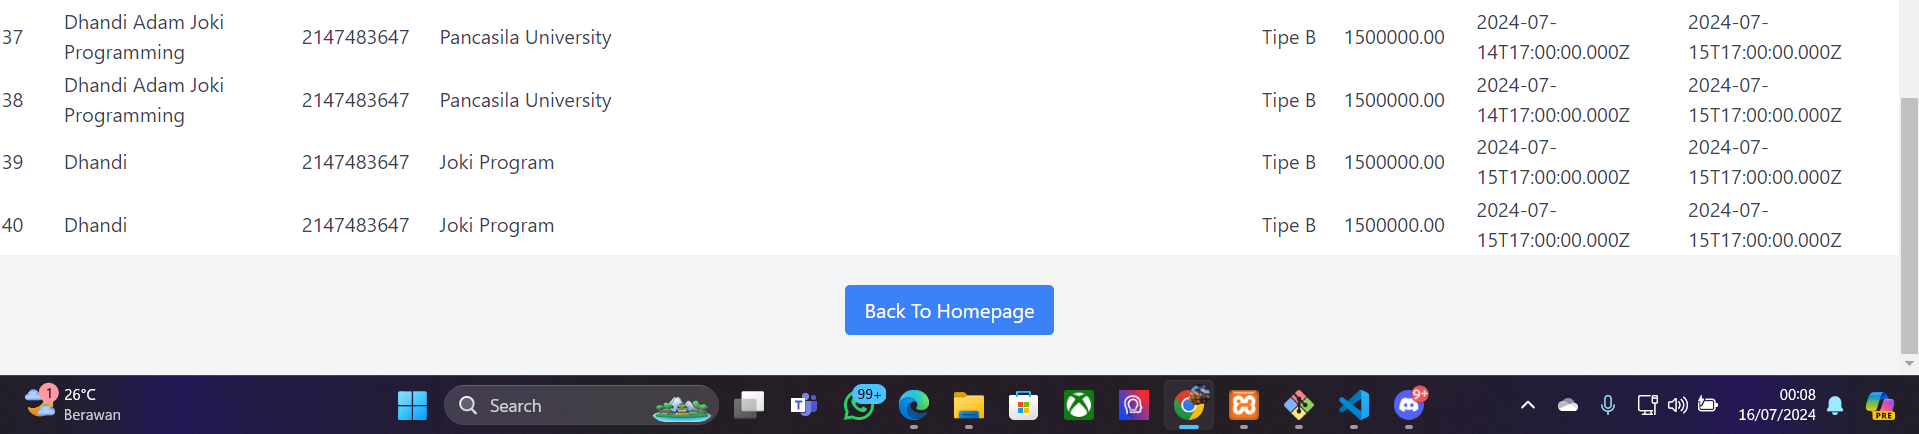 37 Dhandi Adam Joki Programming 2147483647 Pancasila University Tipe B 1500000.00 2024-07-14T17:00:00.000Z 2024-07-15T17:00:00.000Z
38 Dhandi Adam Joki Programming 2147483647 Pancasila University Tipe B 1500000.00 2024-07-14T17:00:00.000Z 2024-07-15T17:00:00.000Z
39 Dhandi 2147483647 Joki Program Tipe B 1500000.00 2024-07-15T17:00:00.000Z 2024-07-15T17:00:00.000Z
40 Dhandi 2147483647 Joki Program Tipe B 1500000.00 2024-07-15T17:00:00.000Z 2024-07-15T17:00:00.000Z
Back To Homepage
1
26°C
Berawan
Search
99+
9+
00:08
16/07/2024
PRE